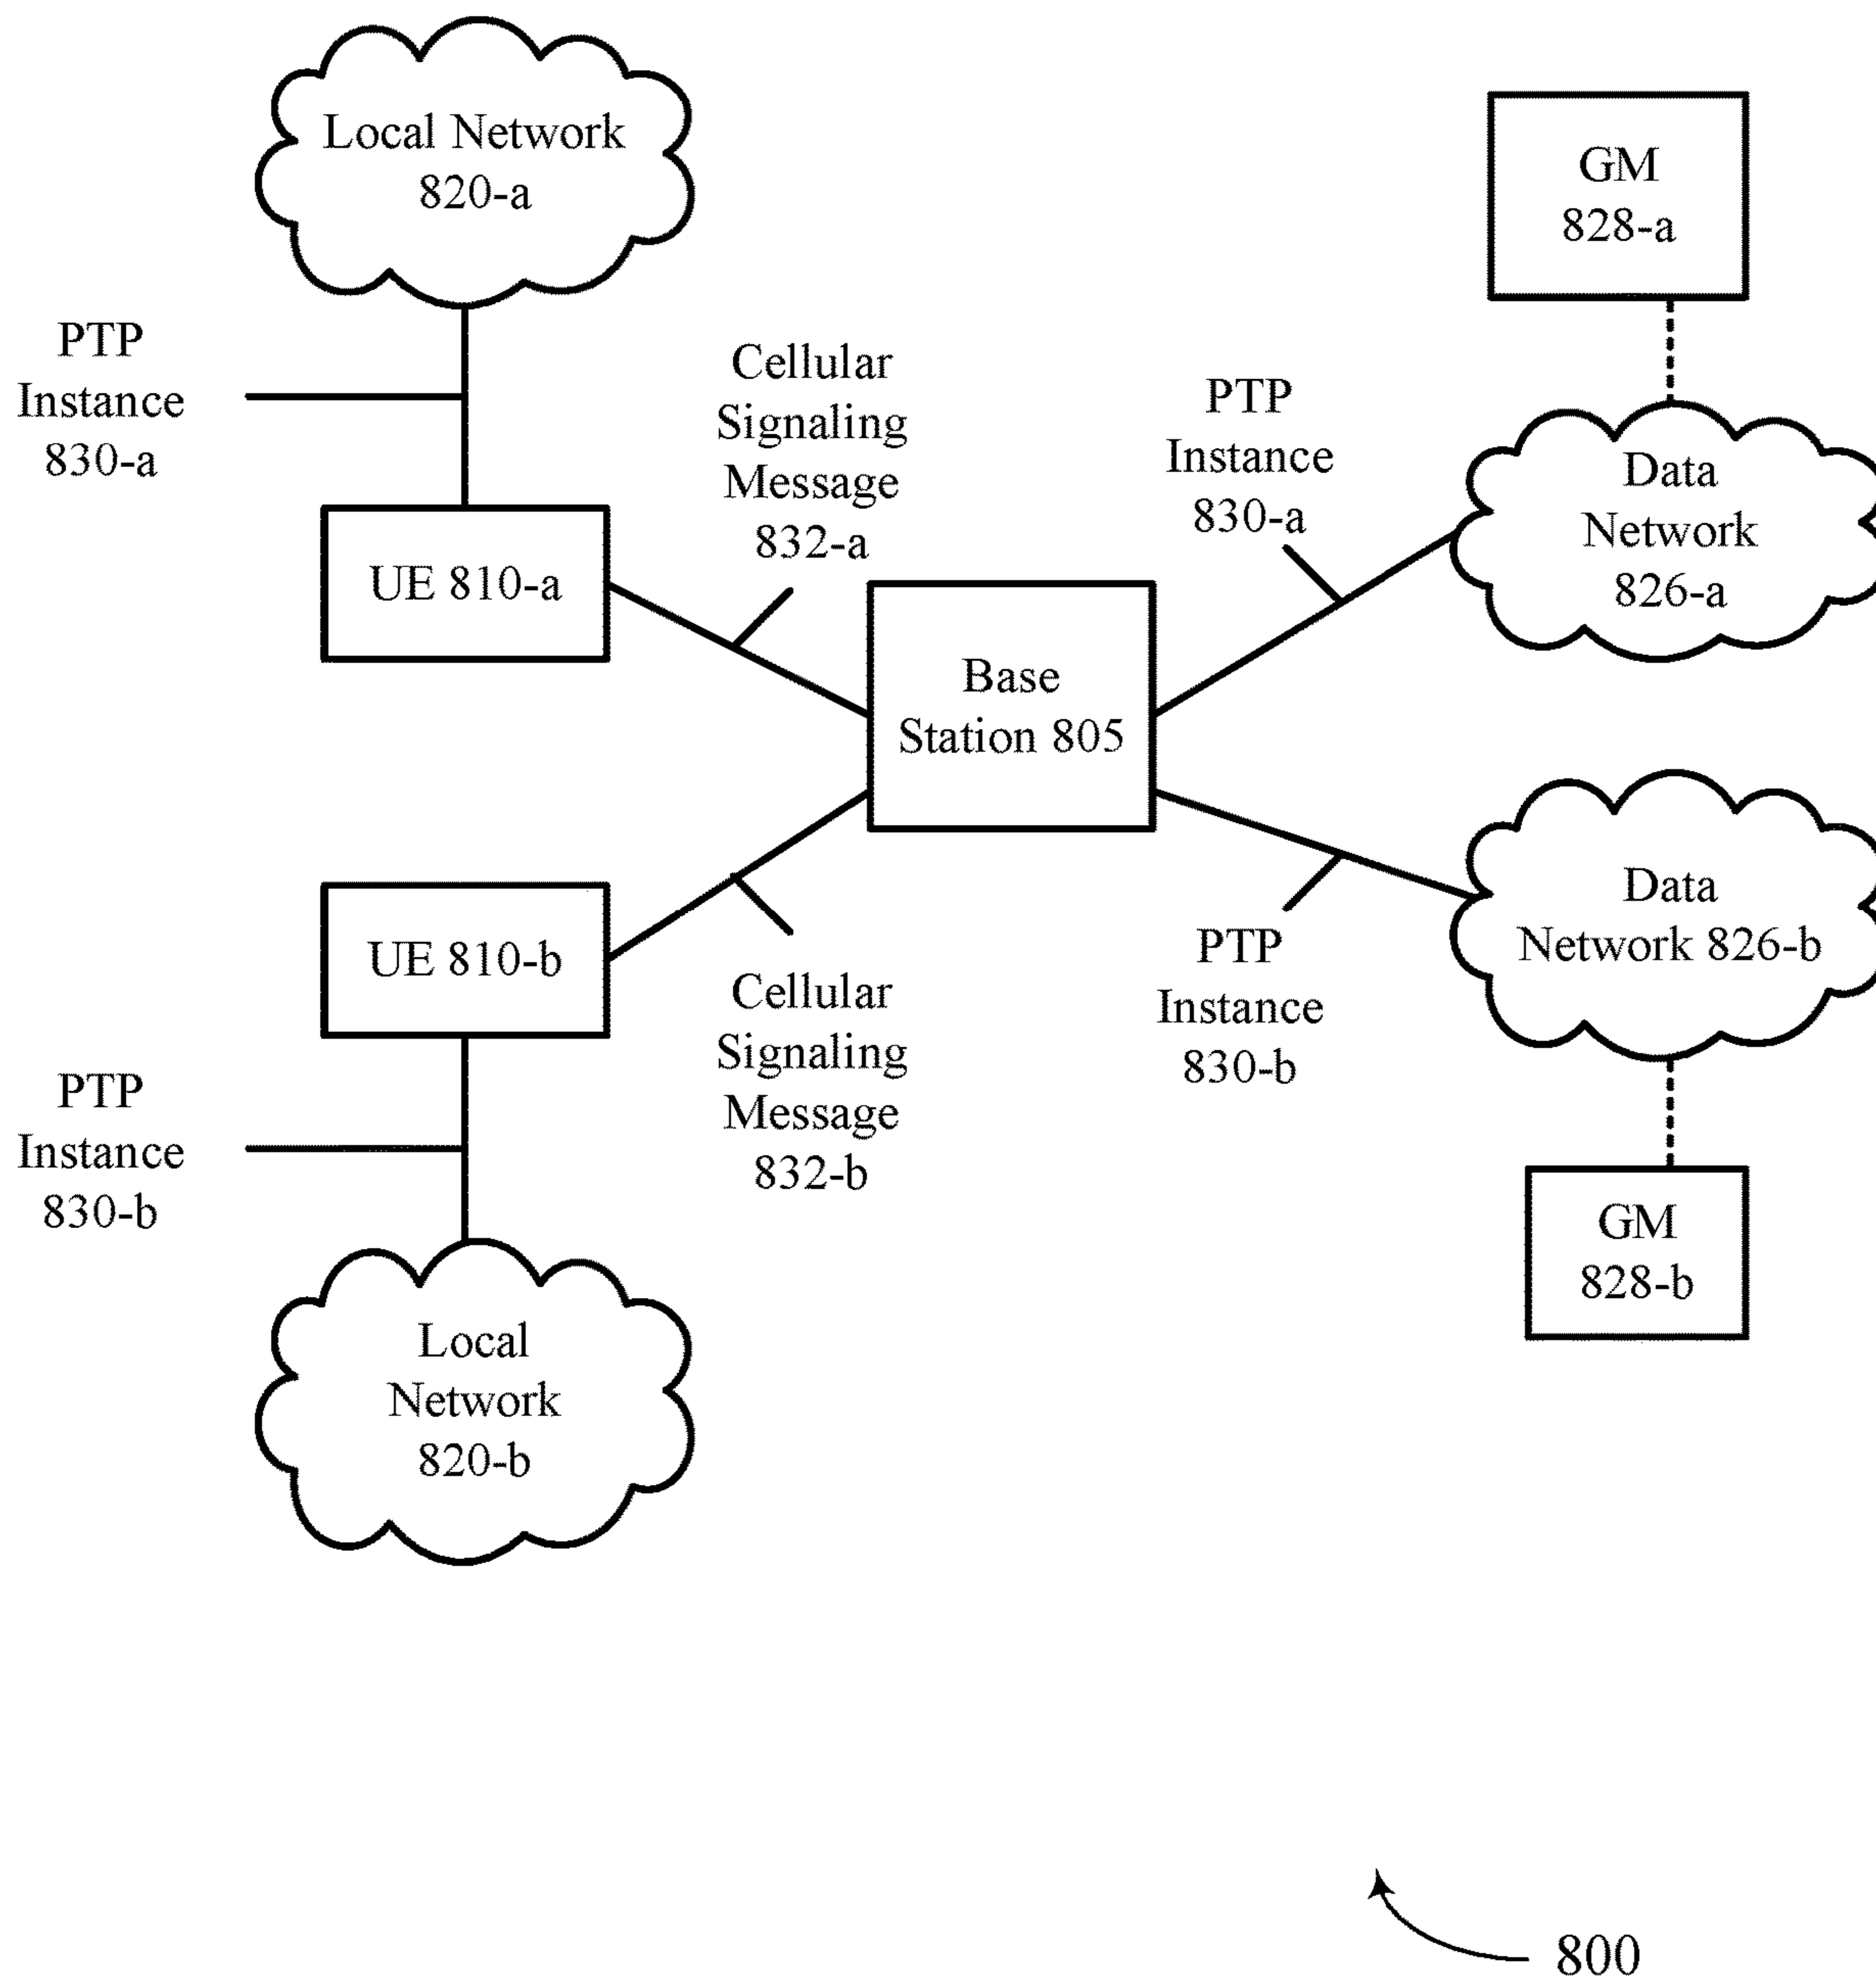 Local Network
820-a
GM
828-a
PTP
Instance
830-a
Cellular
Signaling
Message
832-a
PTP
Instance
830-a
Data
Network
826-a
UE 810-a
Base
Station 805
UE 810-b
Data
Network 826-b
PTP
Instance
830-b
Cellular
Signaling
Message
832-b
PTP
Instance
830-b
GM
828-b
Local
Network
820-b
800